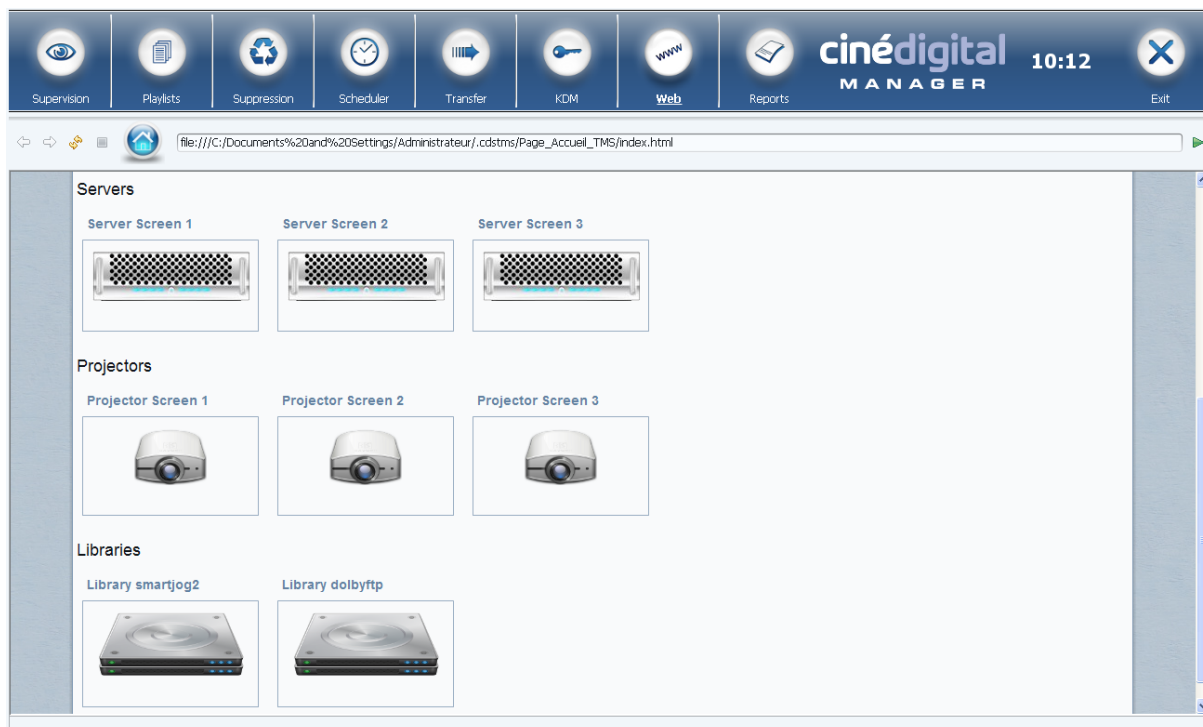 Supervision
Playlists
Suppression
Scheduler
Transfer
KDM
www
Web
Reports
cinédigital
MANAGER
10:12
Exit
file:///C:/Documents%20and%20Settings/Administrateur/.cdstms/Page_Accueil_TMS/index.html
Servers
Server Screen 1 Server Screen 2 Server Screen 3
Projectors
Projector Screen 1 Projector Screen 2 Projector Screen 3
Libraries
Library smartjog2 Library dolbyftp